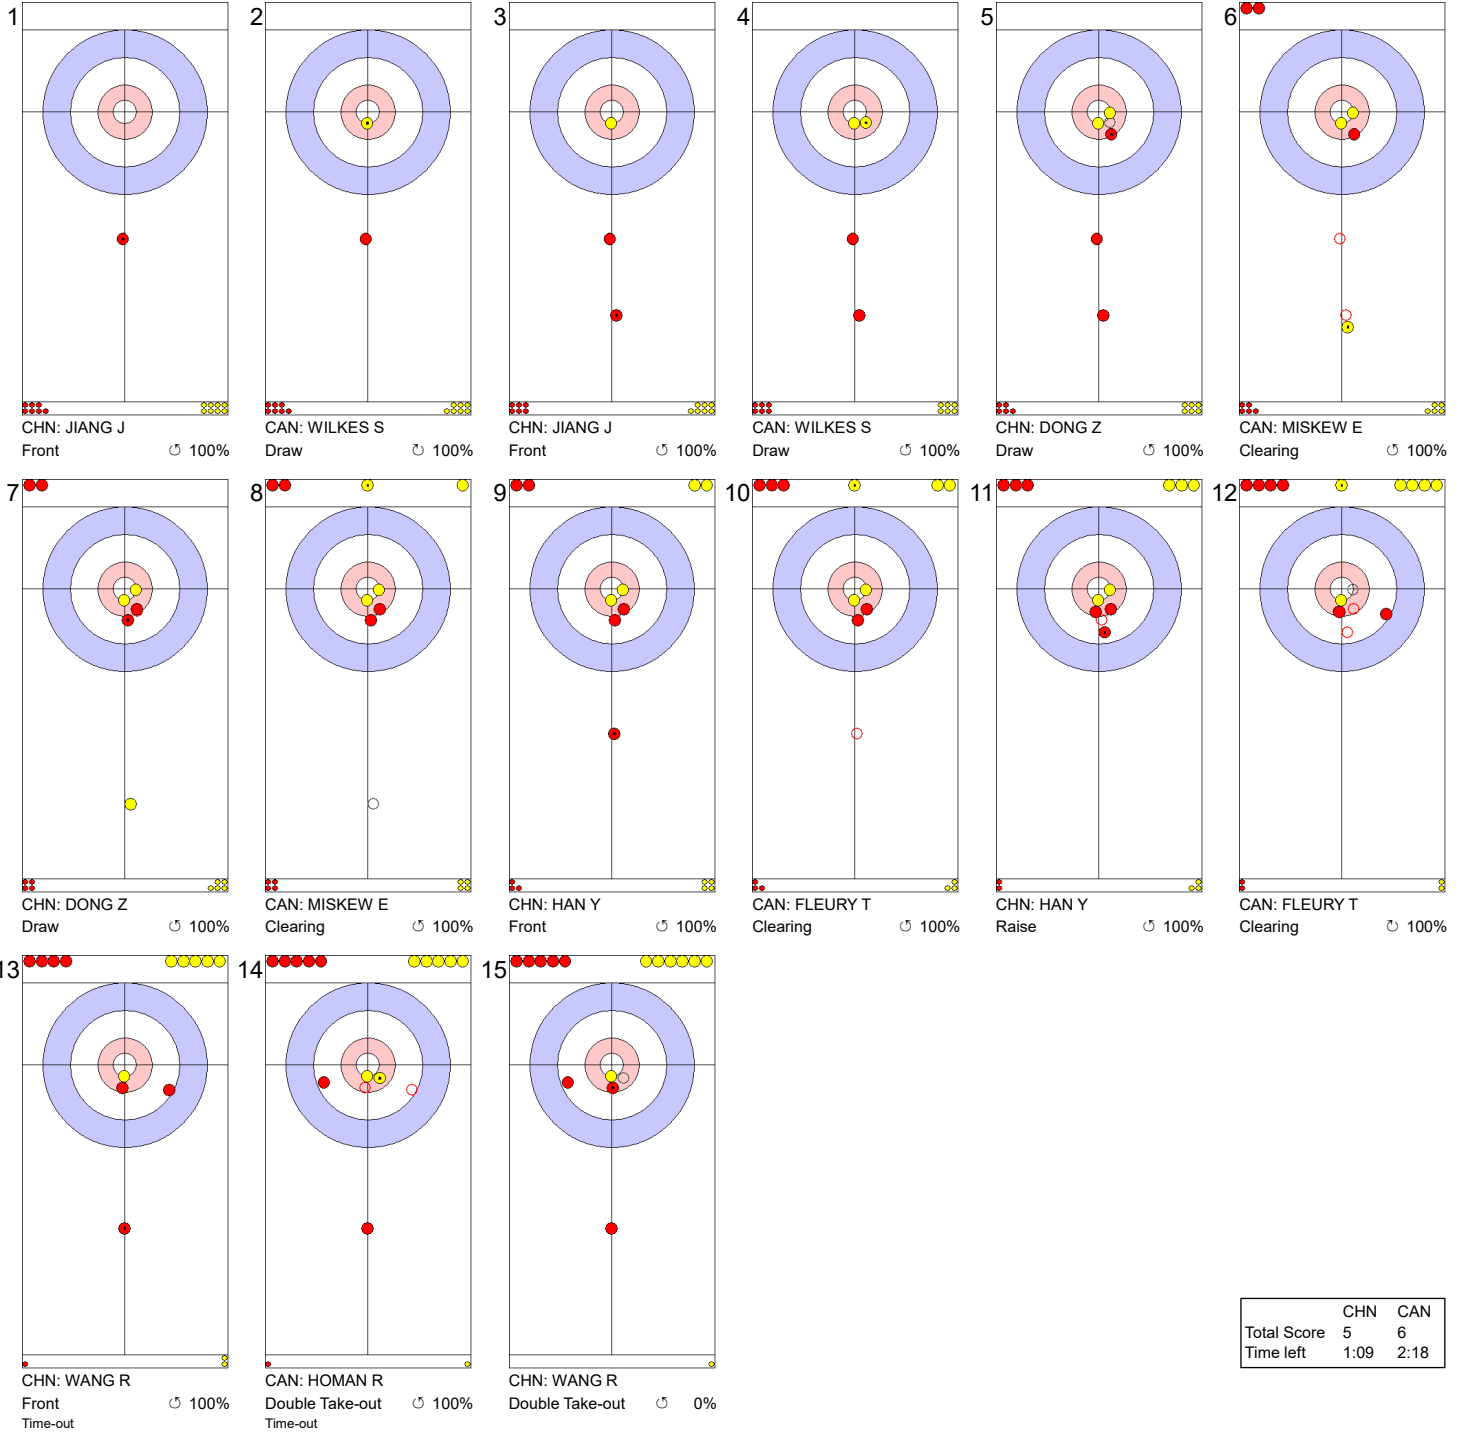 1
2
3
4
5
6
CHN: JIANG J
Front ↺ 100%
CAN: WILKES S
Draw ↻ 100%
CHN: JIANG J
Front ↺ 100%
CAN: WILKES S
Draw ↺ 100%
CHN: DONG Z
Draw ↺ 100%
CAN: MISKEW E
Clearing ↺ 100%
7
8
9
10
11
12
CHN: DONG Z
Draw ↺ 100%
CAN: MISKEW E
Clearing ↺ 100%
CHN: HAN Y
Front ↺ 100%
CAN: FLEURY T
Clearing ↺ 100%
CHN: HAN Y
Raise ↺ 100%
CAN: FLEURY T
Clearing ↻ 100%
13
14
15
CHN: WANG R
Front ↺ 100%
Time-out
CAN: HOMAN R
Double Take-out ↺ 100%
Time-out
CHN: WANG R
Double Take-out ↺ 0%
CHN CAN
Total Score 5 6
Time left 1:09 2:18